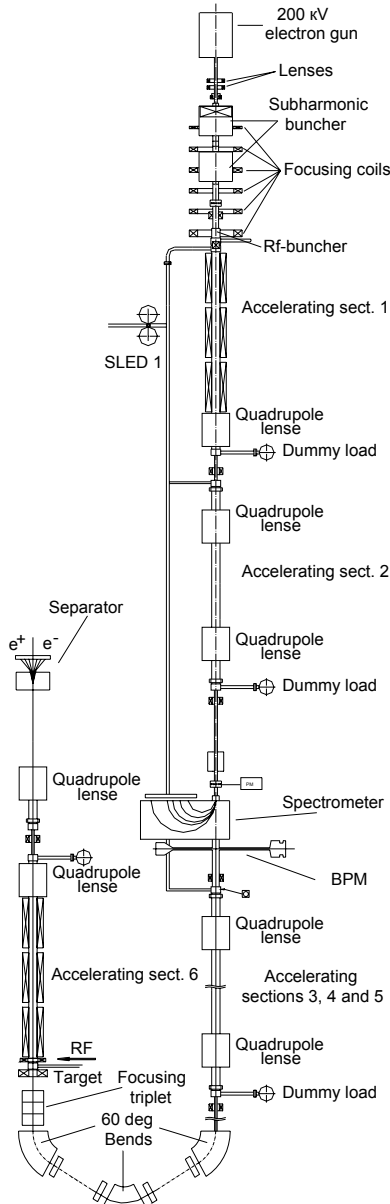 200 кV
electron gun
Lenses
Subharmonic
buncher
Focusing coils
Rf-buncher
Accelerating sect. 1
SLED 1
Quadrupole
lense
Dummy load
Quadrupole
lense
Accelerating sect. 2
Separator
e+ e-
Quadrupole
lense
Dummy load
Quadrupole
lense
PM
Spectrometer
Quadrupole
lense
BPM
Quadrupole
lense
Accelerating sect. 6
Accelerating
sections 3, 4 and 5
RF
Target
Quadrupole
lense
Focusing
triplet
Dummy load
60 deg
Bends